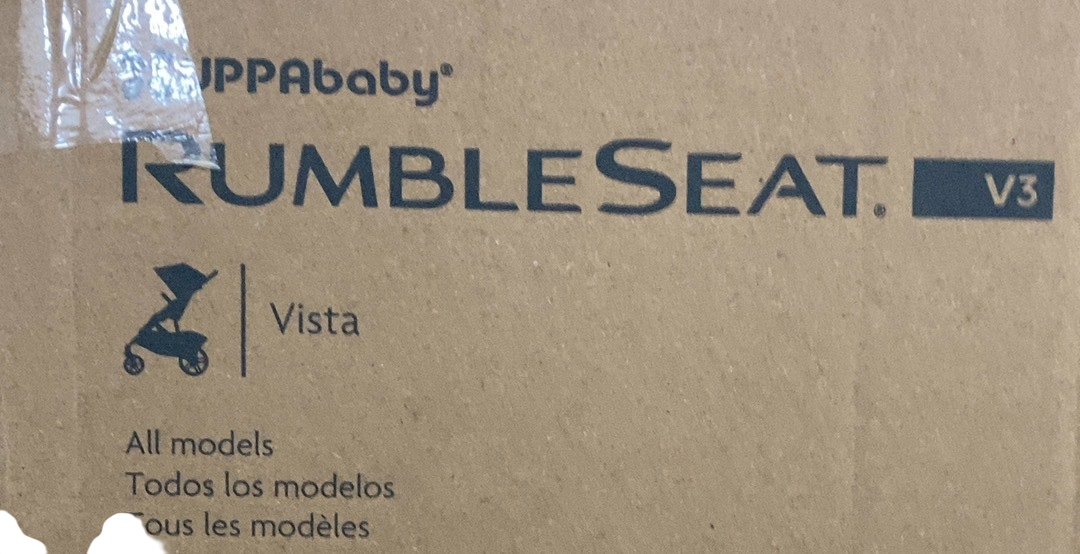 UPPAbaby®
RUMBLESEAT® V3
Vista
All models
Todos los modelos
Tous les modèles